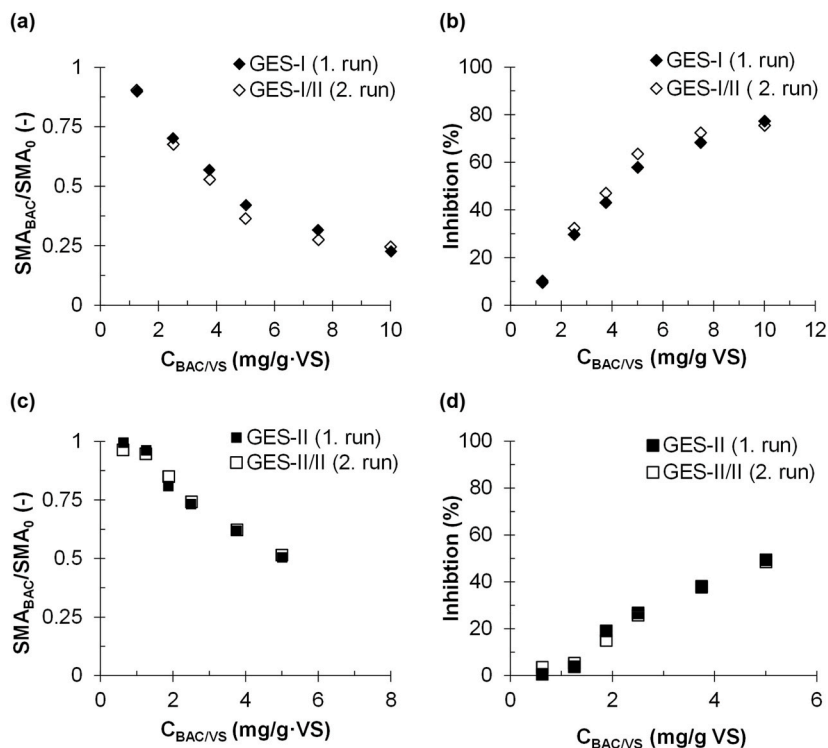 (a)
GES-I (1. run)
GES-I/II (2. run)
1
0.75
0.5
0.25
0
SMA_BAC/SMA_0 (-)
0 2 4 6 8 10
C_BAC/VS (mg/g·VS)
(b)
GES-I (1. run)
GES-I/II ( 2. run)
100
80
60
40
20
0
Inhibtion (%)
0 2 4 6 8 10 12
C_BAC/VS (mg/g VS)
(c)
GES-II (1. run)
GES-II/II (2. run)
1
0.75
0.5
0.25
0
SMA_BAC/SMA_0 (-)
0 2 4 6 8
C_BAC/VS (mg/g·VS)
(d)
GES-II (1. run)
GES-II/II (2. run)
100
80
60
40
20
0
Inhibtion (%)
0 2 4 6
C_BAC/VS (mg/g VS)